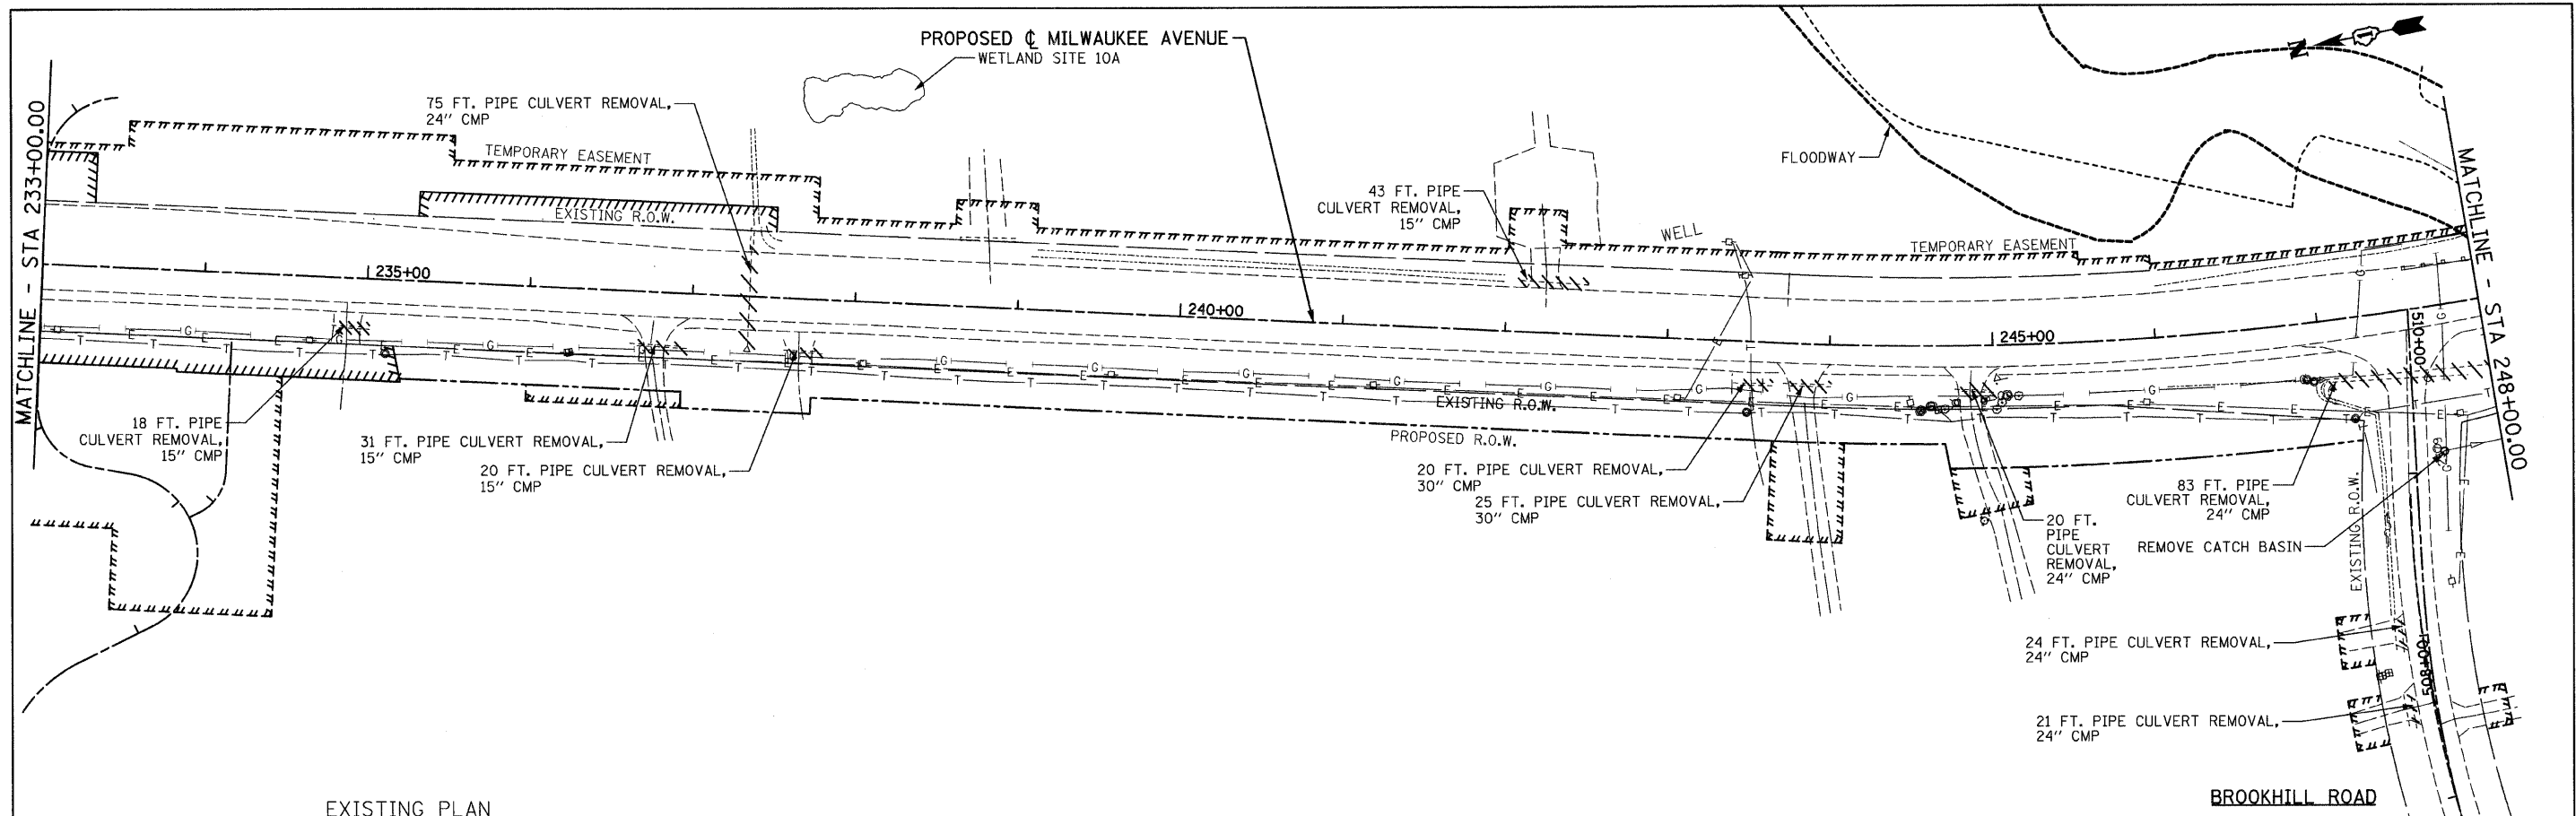 PROPOSED ℄ MILWAUKEE AVENUE
WETLAND SITE 10A
N
1
75 FT. PIPE CULVERT REMOVAL,
24" CMP
MATCHLINE - STA 233+00.00
TEMPORARY EASEMENT
EXISTING R.O.W.
43 FT. PIPE
CULVERT REMOVAL,
15" CMP
FLOODWAY
WELL
TEMPORARY EASEMENT
MATCHLINE - STA 248+00.00
235+00
240+00
245+00
510+00
EXISTING R.O.W.
PROPOSED R.O.W.
18 FT. PIPE
CULVERT REMOVAL,
15" CMP
31 FT. PIPE CULVERT REMOVAL,
15" CMP
20 FT. PIPE CULVERT REMOVAL,
15" CMP
20 FT. PIPE CULVERT REMOVAL,
30" CMP
25 FT. PIPE CULVERT REMOVAL,
30" CMP
20 FT.
PIPE
CULVERT
REMOVAL,
24" CMP
83 FT. PIPE
CULVERT REMOVAL,
24" CMP
REMOVE CATCH BASIN
EXISTING R.O.W.
24 FT. PIPE CULVERT REMOVAL,
24" CMP
508+00
21 FT. PIPE CULVERT REMOVAL,
24" CMP
EXISTING PLAN
BROOKHILL ROAD